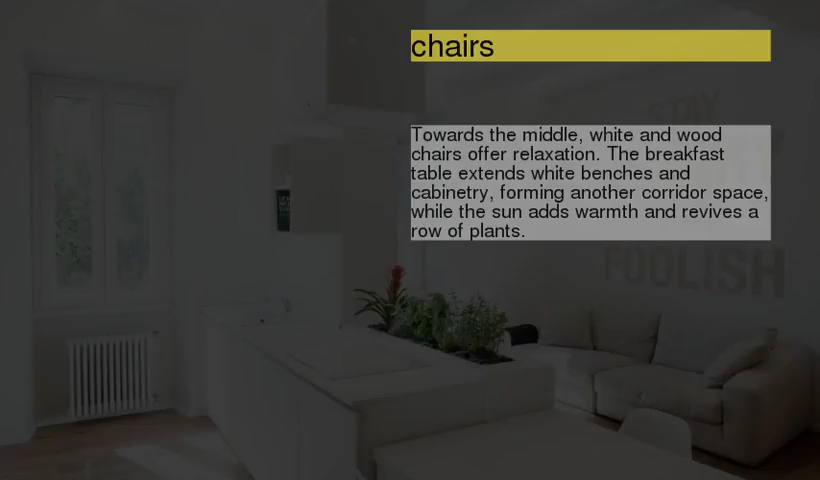 chairs
Towards the middle, white and wood
chairs offer relaxation. The breakfast
table extends white benches and
cabinetry, forming another corridor space,
while the sun adds warmth and revives a
row of plants.
STAY
FOOLISH